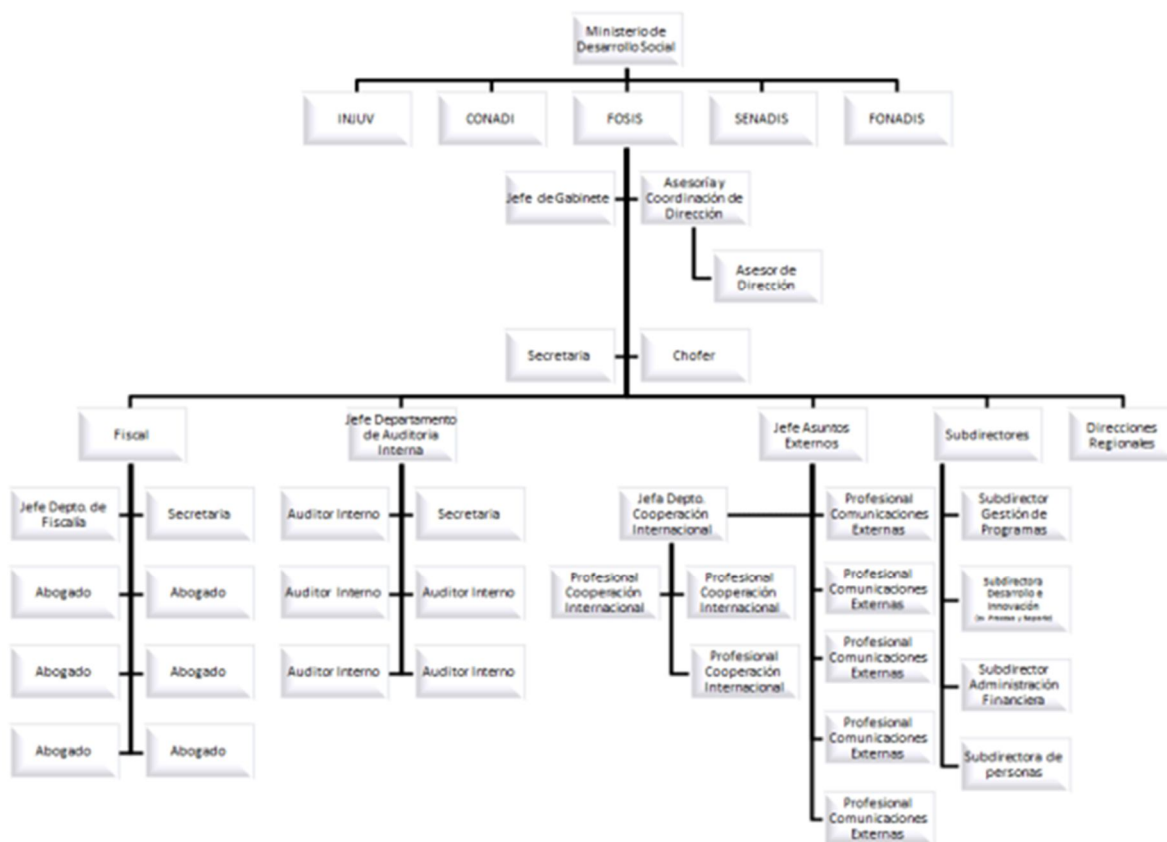 Ministerio de
Desarrollo Social
INJUV
CONADI
FOSIS
SENADIS
FONADIS
Jefe de Gabinete
Asesoría y
Coordinación de
Dirección
Asesor de
Dirección
Secretaria
Chofer
Fiscal
Jefe Departamento
de Auditoria
Interna
Jefe Asuntos
Externos
Subdirectores
Direcciones
Regionales
Jefe Depto. de
Fiscalía
Secretaria
Abogado
Abogado
Abogado
Abogado
Abogado
Abogado
Auditor Interno
Secretaria
Auditor Interno
Auditor Interno
Auditor Interno
Auditor Interno
Jefa Depto.
Cooperación
Internacional
Profesional
Cooperación
Internacional
Profesional
Cooperación
Internacional
Profesional
Cooperación
Internacional
Profesional
Comunicaciones
Externas
Profesional
Comunicaciones
Externas
Profesional
Comunicaciones
Externas
Profesional
Comunicaciones
Externas
Profesional
Comunicaciones
Externas
Subdirector
Gestión de
Programas
Subdirectora
Desarrollo e
Innovación
Subdirector
Administración
Financiera
Subdirectora de
personas